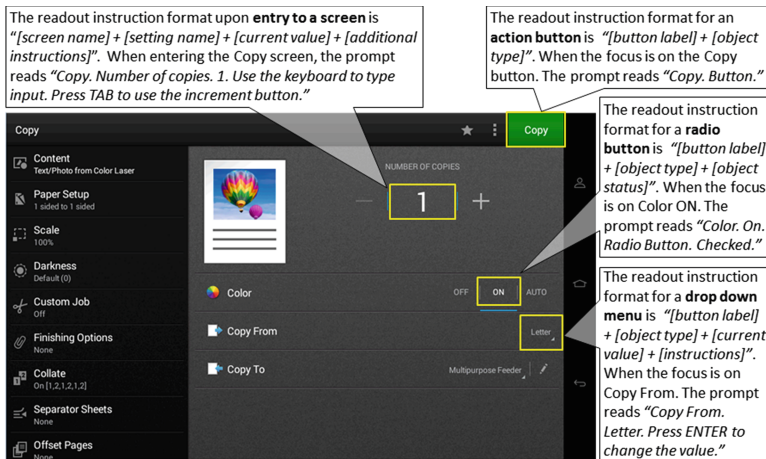 The readout instruction format upon entry to a screen is
“[screen name] + [setting name] + [current value] + [additional
instructions]”.  When entering the Copy screen, the prompt
reads “Copy. Number of copies. 1. Use the keyboard to type
input. Press TAB to use the increment button.”
The readout instruction format for an
action button is  “[button label] + [object
type]”. When the focus is on the Copy
button. The prompt reads “Copy. Button.”
The readout instruction
format for a radio
button is  “[button label]
+ [object type] + [object
status]”. When the focus
is on Color ON. The
prompt reads “Color. On.
Radio Button. Checked.”
The readout instruction
format for a drop down
menu is  “[button label]
+ [object type] + [current
value] + [instructions]”.
When the focus is on
Copy From. The prompt
reads “Copy From.
Letter. Press ENTER to
change the value.”
Copy
Copy
Content
Text/Photo from Color Laser
Paper Setup
1 sided to 1 sided
Scale
100%
Darkness
Default (0)
Custom Job
Off
Finishing Options
None
Collate
On [1,2,1,2,1,2]
Separator Sheets
None
Offset Pages
None
NUMBER OF COPIES
1
Color
OFF ON AUTO
Copy From
Letter
Copy To
Multipurpose Feeder